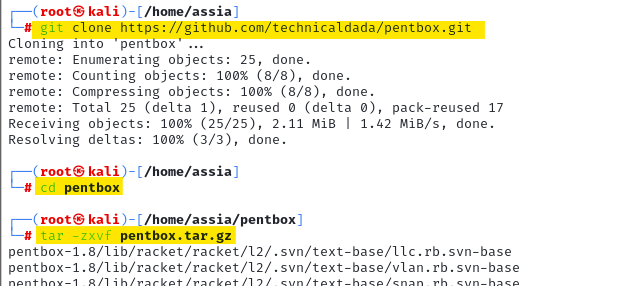 ┌──(root㉿kali)-[/home/assia]
└─# git clone https://github.com/technicaldada/pentbox.git
Cloning into 'pentbox'...
remote: Enumerating objects: 25, done.
remote: Counting objects: 100% (8/8), done.
remote: Compressing objects: 100% (8/8), done.
remote: Total 25 (delta 1), reused 0 (delta 0), pack-reused 17
Receiving objects: 100% (25/25), 2.11 MiB | 1.42 MiB/s, done.
Resolving deltas: 100% (3/3), done.
┌──(root㉿kali)-[/home/assia]
└─# cd pentbox
┌──(root㉿kali)-[/home/assia/pentbox]
└─# tar -zxvf pentbox.tar.gz
pentbox-1.8/lib/racket/racket/l2/.svn/text-base/llc.rb.svn-base
pentbox-1.8/lib/racket/racket/l2/.svn/text-base/vlan.rb.svn-base
pentbox-1.8/lib/racket/racket/l2/.svn/text-base/snap.rb.svn-base